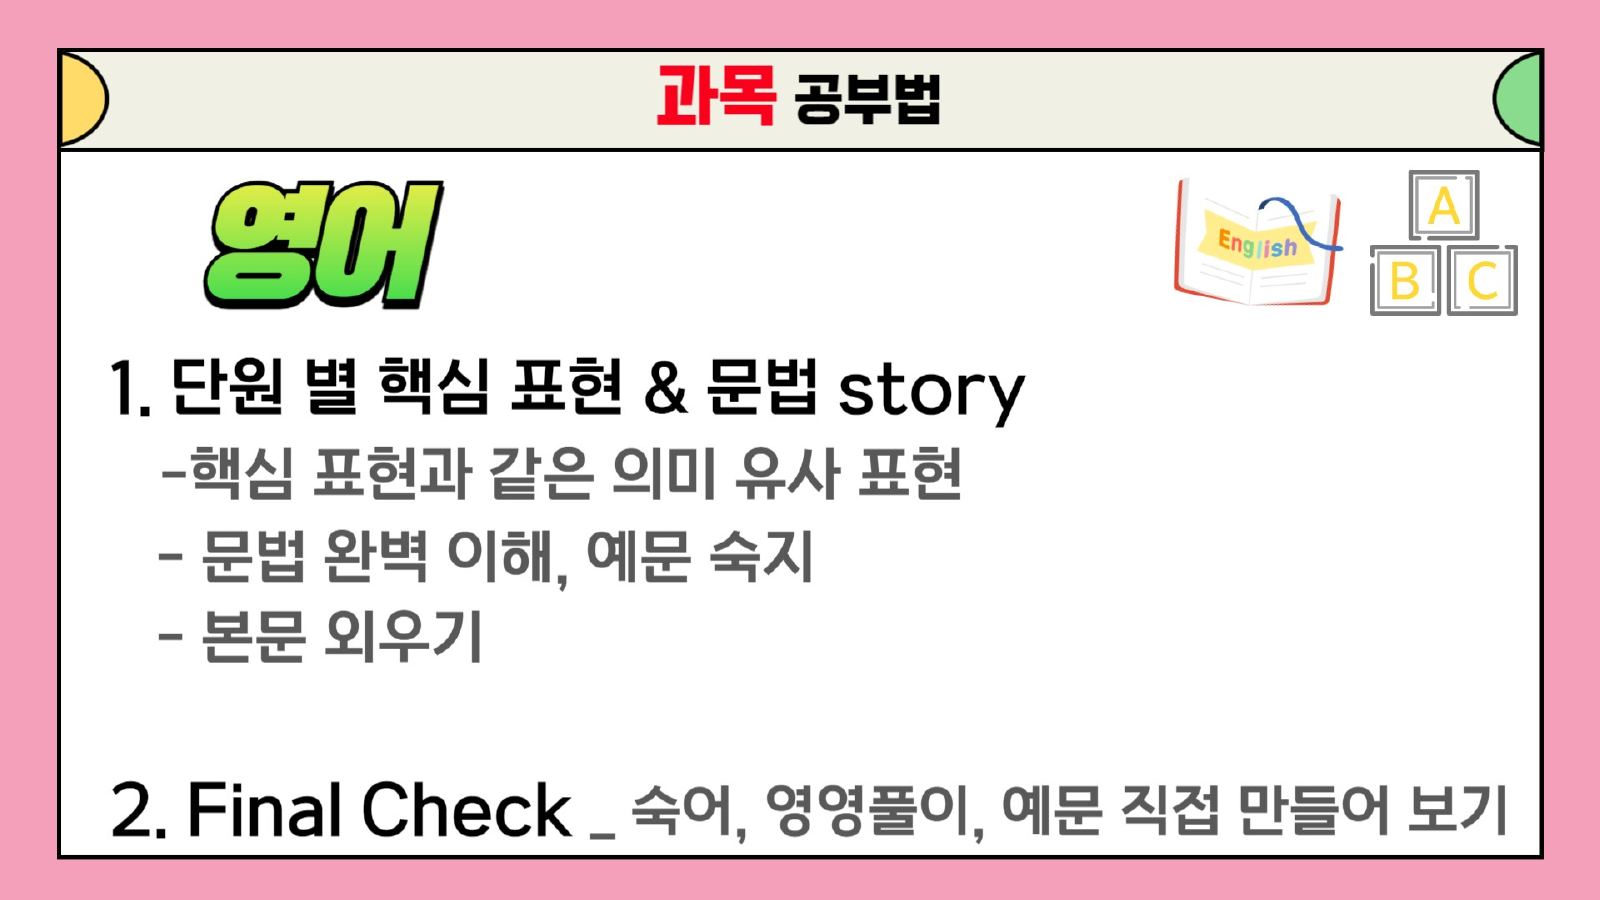 과목 공부법
영어
English
A
B C
1. 단원 별 핵심 표현 & 문법 story
-핵심 표현과 같은 의미 유사 표현
- 문법 완벽 이해, 예문 숙지
- 본문 외우기
2. Final Check _ 숙어, 영영풀이, 예문 직접 만들어 보기